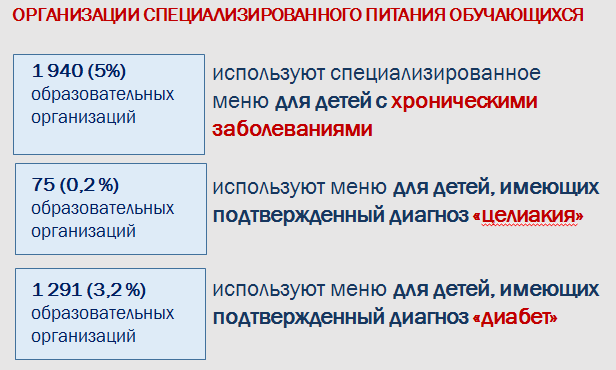 ОРГАНИЗАЦИИ СПЕЦИАЛИЗИРОВАННОГО ПИТАНИЯ ОБУЧАЮЩИХСЯ
1 940 (5%)
образовательных
организаций
используют специализированное
меню для детей с хроническими
заболеваниями
75 (0,2 %)
образовательных
организаций
используют меню для детей, имеющих
подтвержденный диагноз «целиакия»
1 291 (3,2 %)
образовательных
организаций
используют меню для детей, имеющих
подтвержденный диагноз «диабет»